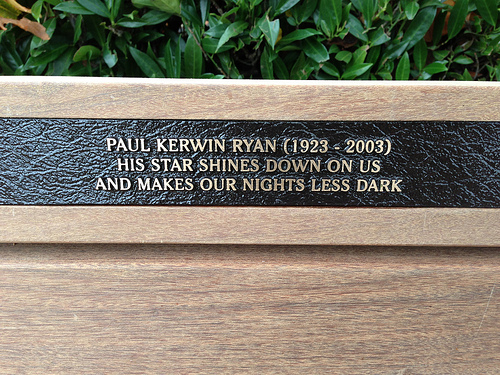 PAUL KERWIN RYAN (1923 - 2003)
HIS STAR SHINES DOWN ON US
AND MAKES OUR NIGHTS LESS DARK